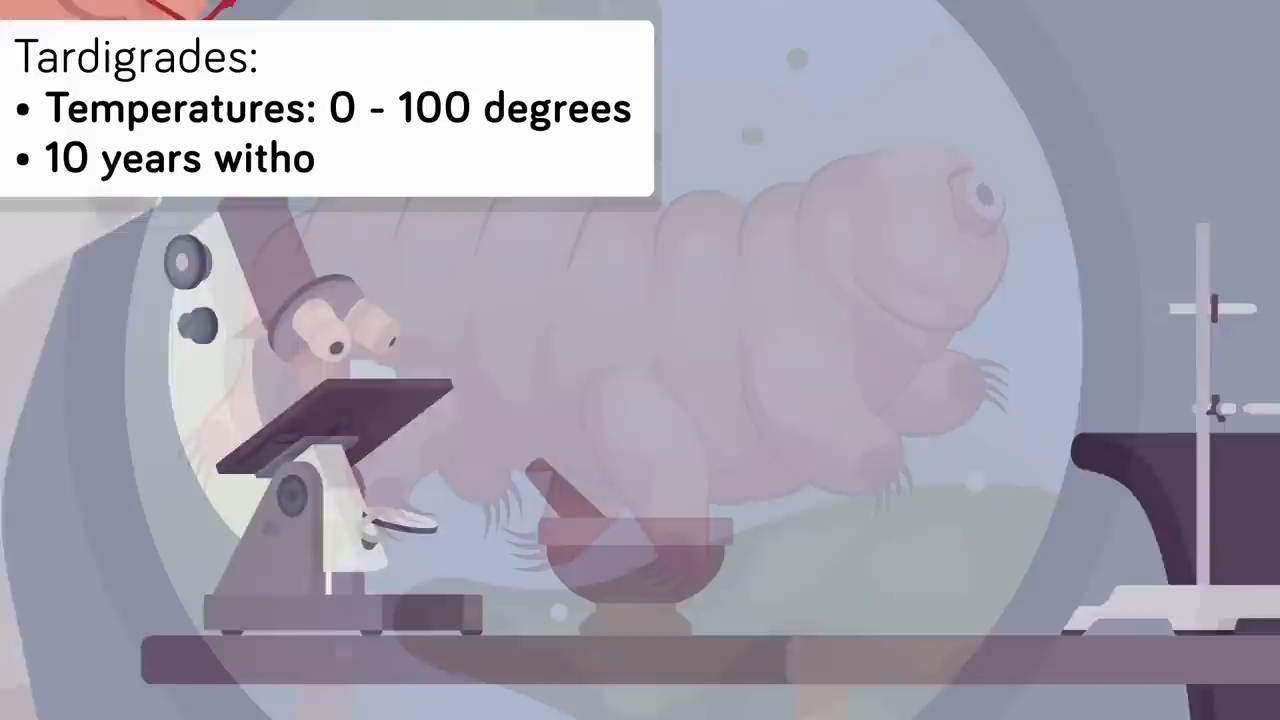 Tardigrades:
• Temperatures: 0 - 100 degrees
• 10 years witho